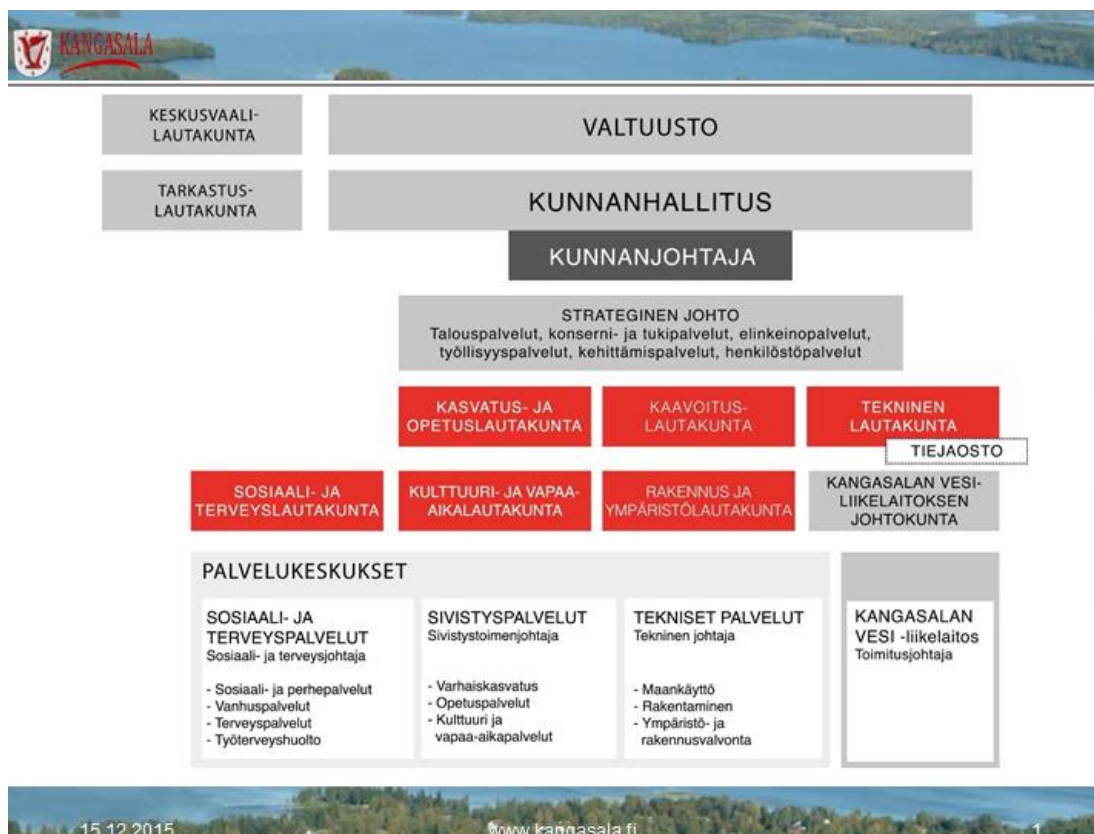 KANGASALA
KESKUSVAALI-
LAUTAKUNTA
VALTUUSTO
TARKASTUS-
LAUTAKUNTA
KUNNANHALLITUS
KUNNANJOHTAJA
STRATEGINEN JOHTO
Talouspalvelut, konserni- ja tukipalvelut, elinkeinopalvelut,
työllisyyspalvelut, kehittämispalvelut, henkilöstöpalvelut
KASVATUS- JA
OPETUSLAUTAKUNTA
KAAVOITUS-
LAUTAKUNTA
TEKNINEN
LAUTAKUNTA
TIEJAOSTO
SOSIAALI- JA
TERVEYSLAUTAKUNTA
KULTTUURI- JA VAPAA-
AIKALAUTAKUNTA
RAKENNUS JA
YMPÄRISTÖLAUTAKUNTA
KANGASALAN VESI-
LIIKELAITOKSEN
JOHTOKUNTA
PALVELUKESKUKSET
SOSIAALI- JA
TERVEYSPALVELUT
Sosiaali- ja terveysjohtaja
- Sosiaali- ja perhepalvelut
- Vanhuspalvelut
- Terveyspalvelut
- Työterveyshuolto
SIVISTYSPALVELUT
Sivistystoimenjohtaja
- Varhaiskasvatus
- Opetuspalvelut
- Kulttuuri ja
vapaa-aikapalvelut
TEKNISET PALVELUT
Tekninen johtaja
- Maankäyttö
- Rakentaminen
- Ympäristö- ja
rakennusvalvonta
KANGASALAN
VESI -liikelaitos
Toimitusjohtaja
15.12.2015
www.kangasala.fi
1